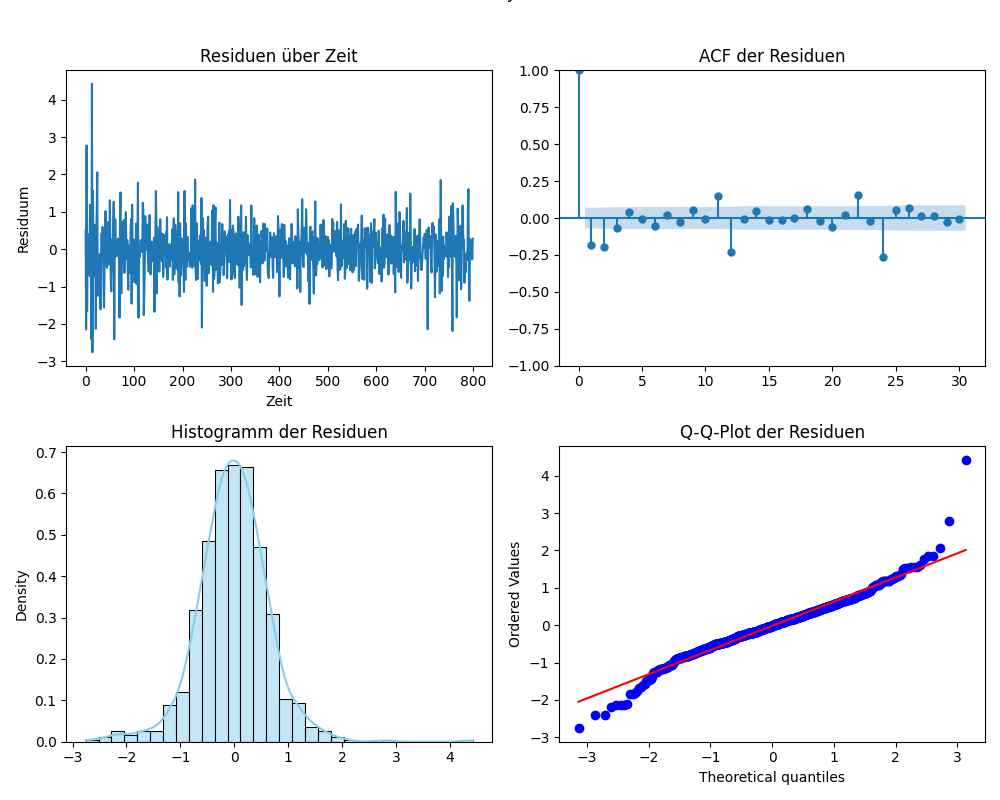 Residuen über Zeit
4
3
2
1
0
−1
−2
−3
Residuum
0 100 200 300 400 500 600 700 800
Zeit
ACF der Residuen
1.00
0.75
0.50
0.25
0.00
−0.25
−0.50
−0.75
−1.00
0 5 10 15 20 25 30
Histogramm der Residuen
0.7
0.6
0.5
0.4
0.3
0.2
0.1
0.0
Density
−3 −2 −1 0 1 2 3 4
Q-Q-Plot der Residuen
4
3
2
1
0
−1
−2
−3
Ordered Values
−3 −2 −1 0 1 2 3
Theoretical quantiles